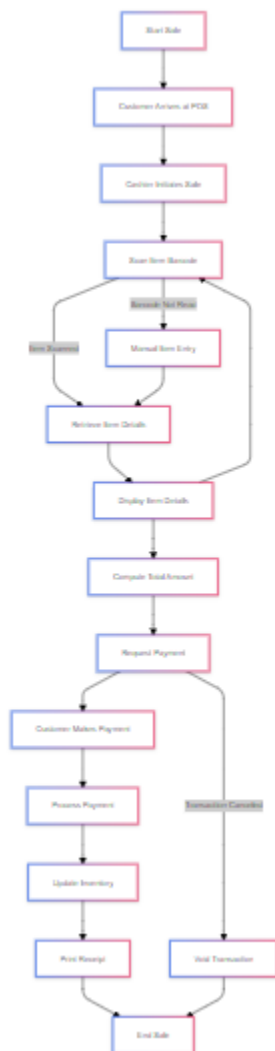 Start Sale
Customer Arrives at POS
Cashier Initiates Sale
Scan Item Barcode
Barcode Not Read
Item Scanned
Manual Item Entry
Retrieve Item Details
Display Item Details
Compute Total Amount
Request Payment
Customer Makes Payment
Process Payment
Transaction Canceled
Update Inventory
Print Receipt
Void Transaction
End Sale